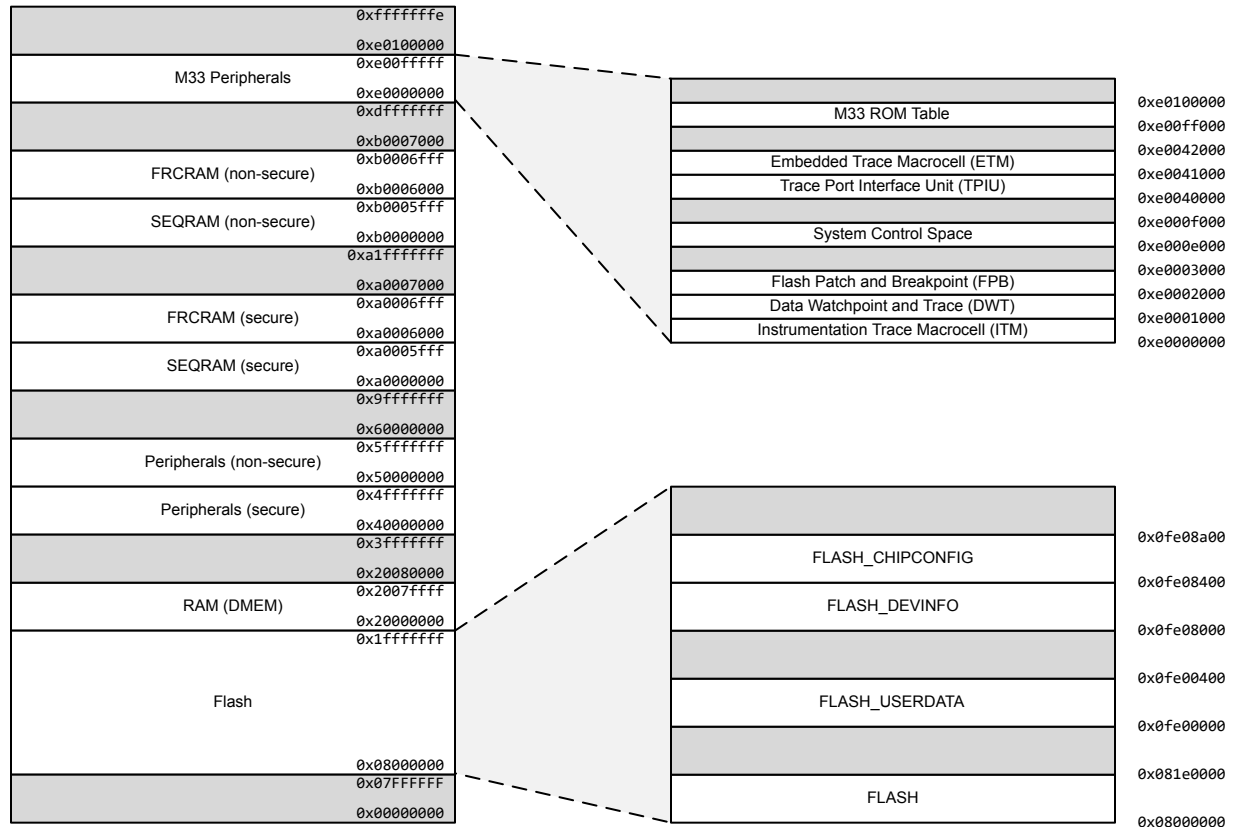 0xfffffffe
0xe0100000
M33 Peripherals
0xe00fffff
0xe0000000
0xdfffffff
0xb0007000
FRCRAM (non-secure)
0xb0006fff
0xb0006000
SEQRAM (non-secure)
0xb0005fff
0xb0000000
0xa1fffffff
0xa0007000
FRCRAM (secure)
0xa0006fff
0xa0006000
SEQRAM (secure)
0xa0005fff
0xa0000000
0x9fffffff
0x60000000
Peripherals (non-secure)
0x5fffffff
0x50000000
Peripherals (secure)
0x4fffffff
0x40000000
0x3fffffff
0x20080000
RAM (DMEM)
0x2007ffff
0x20000000
0x1fffffff
Flash
0x08000000
0x07FFFFFF
0x00000000
0xe0100000
M33 ROM Table
0xe00ff000
0xe0042000
Embedded Trace Macrocell (ETM)
0xe0041000
Trace Port Interface Unit (TPIU)
0xe0040000
0xe000f000
System Control Space
0xe000e000
0xe0003000
Flash Patch and Breakpoint (FPB)
0xe0002000
Data Watchpoint and Trace (DWT)
0xe0001000
Instrumentation Trace Macrocell (ITM)
0xe0000000
0x0fe08a00
FLASH_CHIPCONFIG
0x0fe08400
FLASH_DEVINFO
0x0fe08000
0x0fe00400
FLASH_USERDATA
0x0fe00000
0x081e0000
FLASH
0x08000000